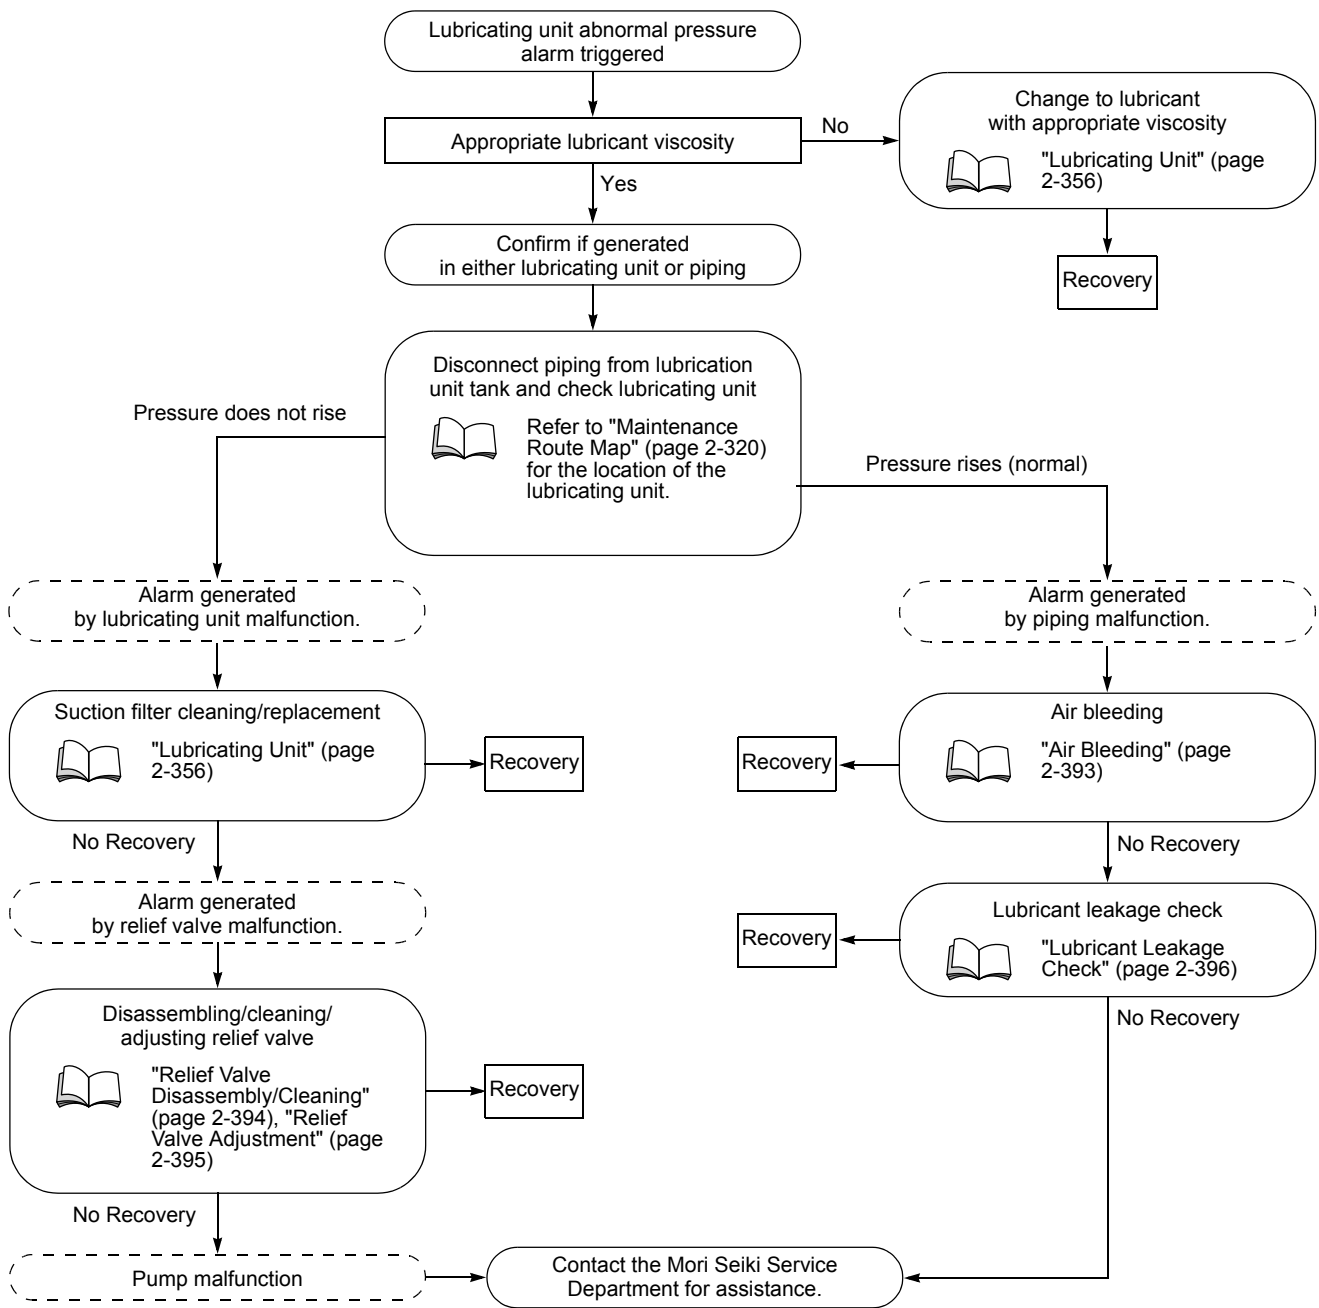 Lubricating unit abnormal pressure
alarm triggered
Appropriate lubricant viscosity
No
Change to lubricant
with appropriate viscosity
"Lubricating Unit" (page
2-356)
Recovery
Yes
Confirm if generated
in either lubricating unit or piping
Disconnect piping from lubrication
unit tank and check lubricating unit
Refer to "Maintenance
Route Map" (page 2-320)
for the location of the
lubricating unit.
Pressure does not rise
Pressure rises (normal)
Alarm generated
by lubricating unit malfunction.
Suction filter cleaning/replacement
"Lubricating Unit" (page
2-356)
Recovery
No Recovery
Alarm generated
by relief valve malfunction.
Disassembling/cleaning/
adjusting relief valve
"Relief Valve
Disassembly/Cleaning"
(page 2-394), "Relief
Valve Adjustment" (page
2-395)
Recovery
No Recovery
Pump malfunction
Alarm generated
by piping malfunction.
Air bleeding
"Air Bleeding" (page
2-393)
Recovery
No Recovery
Lubricant leakage check
"Lubricant Leakage
Check" (page 2-396)
Recovery
No Recovery
Contact the Mori Seiki Service
Department for assistance.